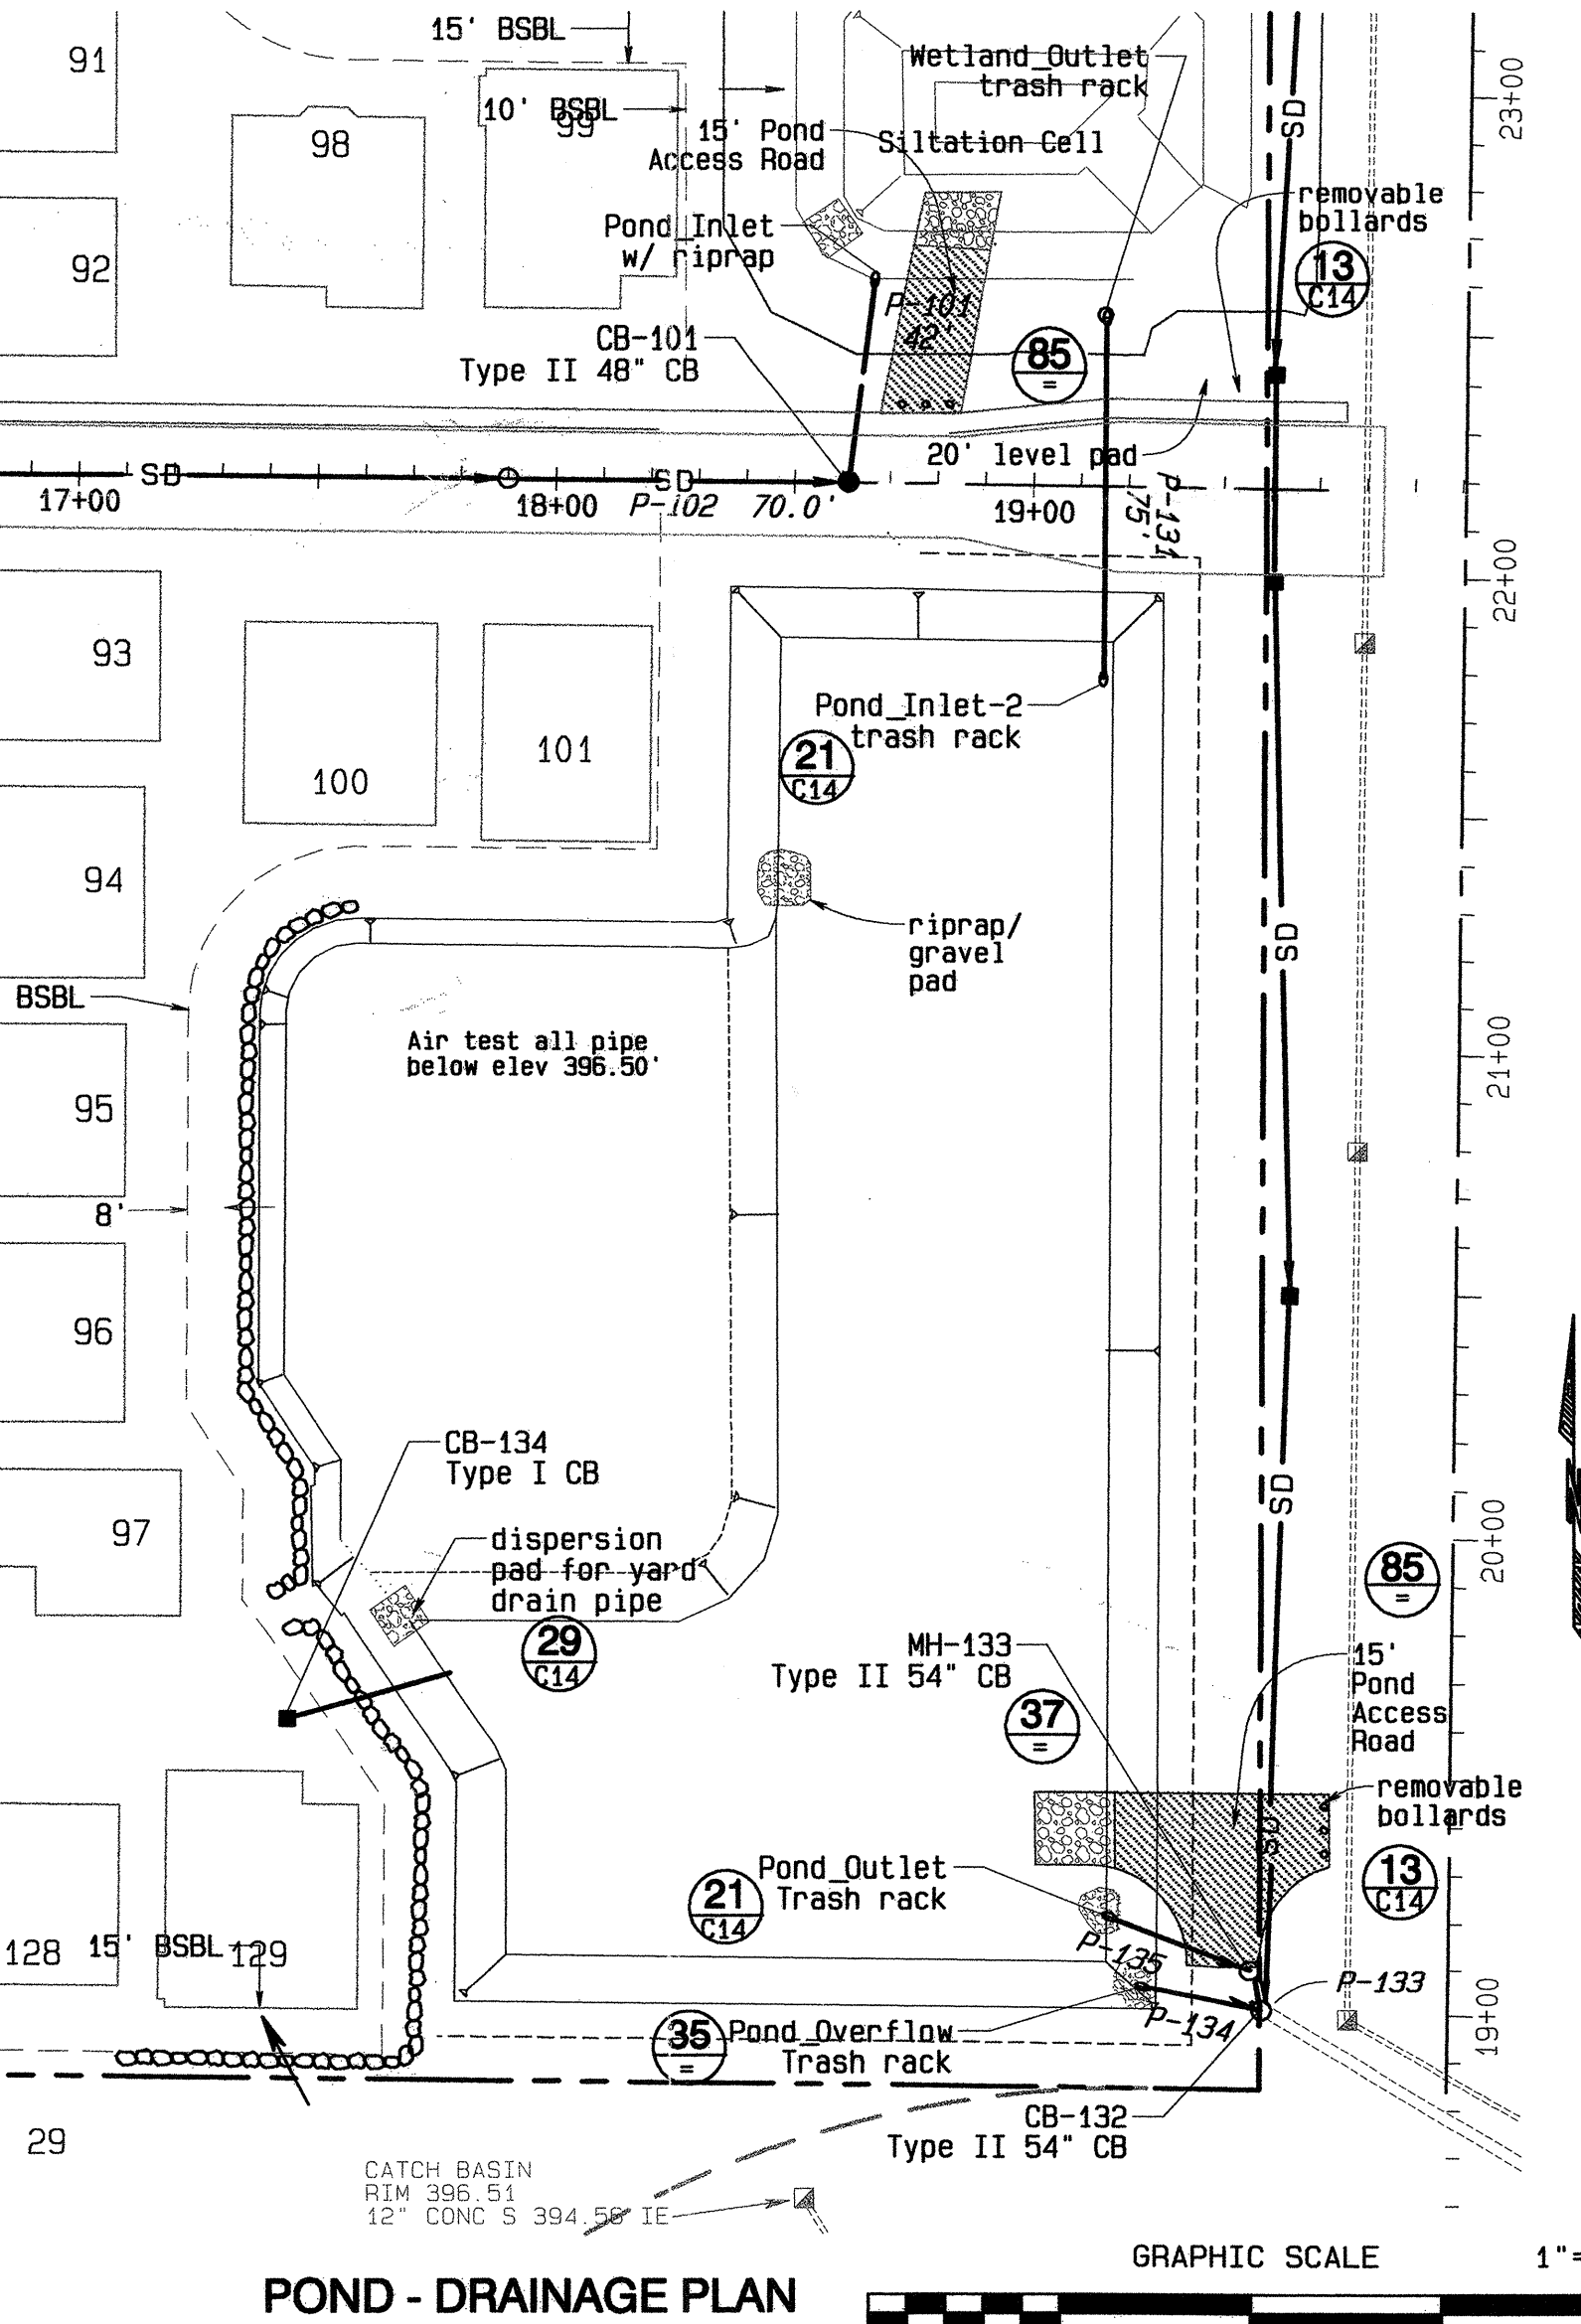 15' BSBL
91
Wetland_Outlet
trash rack
23+00
SD
10' BSBL
99
98
15' Pond
Access Road
Siltation Cell
removable
bollards
Pond_Inlet
w/ riprap
92
13
C14
P-101
42'
CB-101
Type II 48" CB
85
=
20' level pad
SD
SD
17+00
18+00
P-102
70.0'
19+00
P-131
75'
22+00
93
101
100
Pond_Inlet-2
trash rack
21
C14
94
riprap/
gravel
pad
SD
BSBL
Air test all pipe
below elev 396.50'
21+00
95
8'
96
CB-134
Type I CB
SD
20+00
97
dispersion
pad for yard
drain pipe
29
C14
85
=
MH-133
Type II 54" CB
37
=
15'
Pond
Access
Road
removable
bollards
SD
Pond_Outlet
Trash rack
21
C14
13
C14
128
15' BSBL
129
P-135
P-133
P-134
35
=
Pond_Overflow
Trash rack
19+00
CB-132
Type II 54" CB
29
CATCH BASIN
RIM 396.51
12" CONC S 394.56 IE
GRAPHIC SCALE
1"=
POND - DRAINAGE PLAN